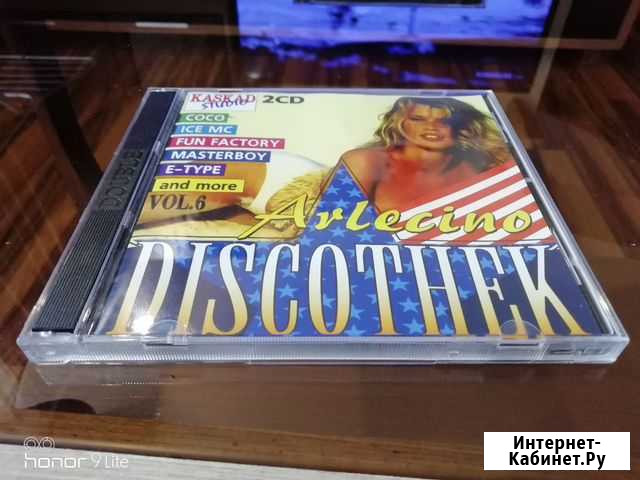 KASKAD
STUDIO
2CD
COCO
ICE MC
FUN FACTORY
MASTERBOY
E-TYPE
and more
VOL.6
Arlecino
DISCOTHEK
DOUBLE
honor 9 Lite
Интернет-
Кабинет.Ру